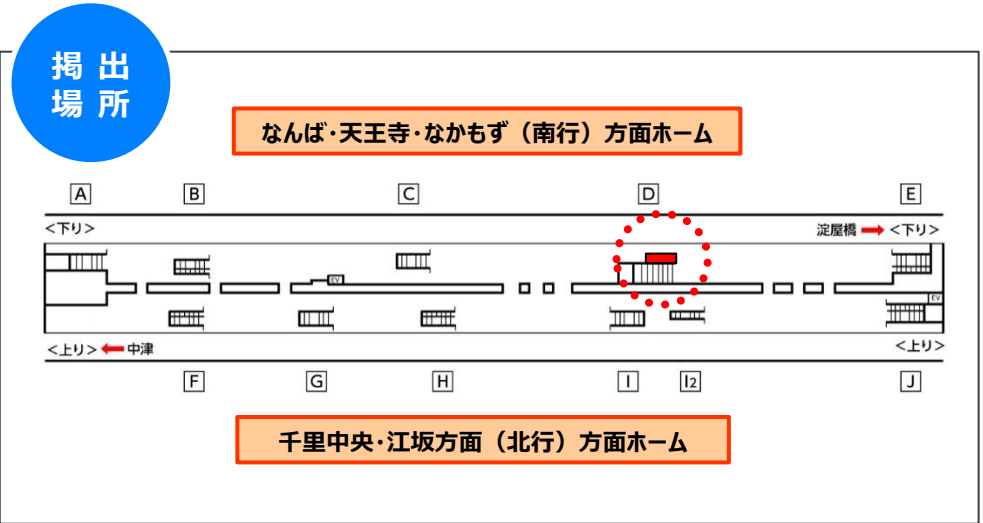 掲 出
場 所
なんば・天王寺・なかもず（南行）方面ホーム
A
B
C
D
E
<下り>
淀屋橋
<下り>
EV
EV
<上り>
中津
<上り>
F
G
H
I
I2
J
千里中央・江坂方面（北行）方面ホーム